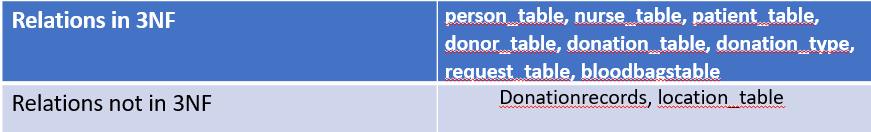 Relations in 3NF
person_table, nurse_table, patient_table,
donor_table, donation_table, donation_type,
request_table, bloodbagstable
Relations not in 3NF
Donationrecords, location_table